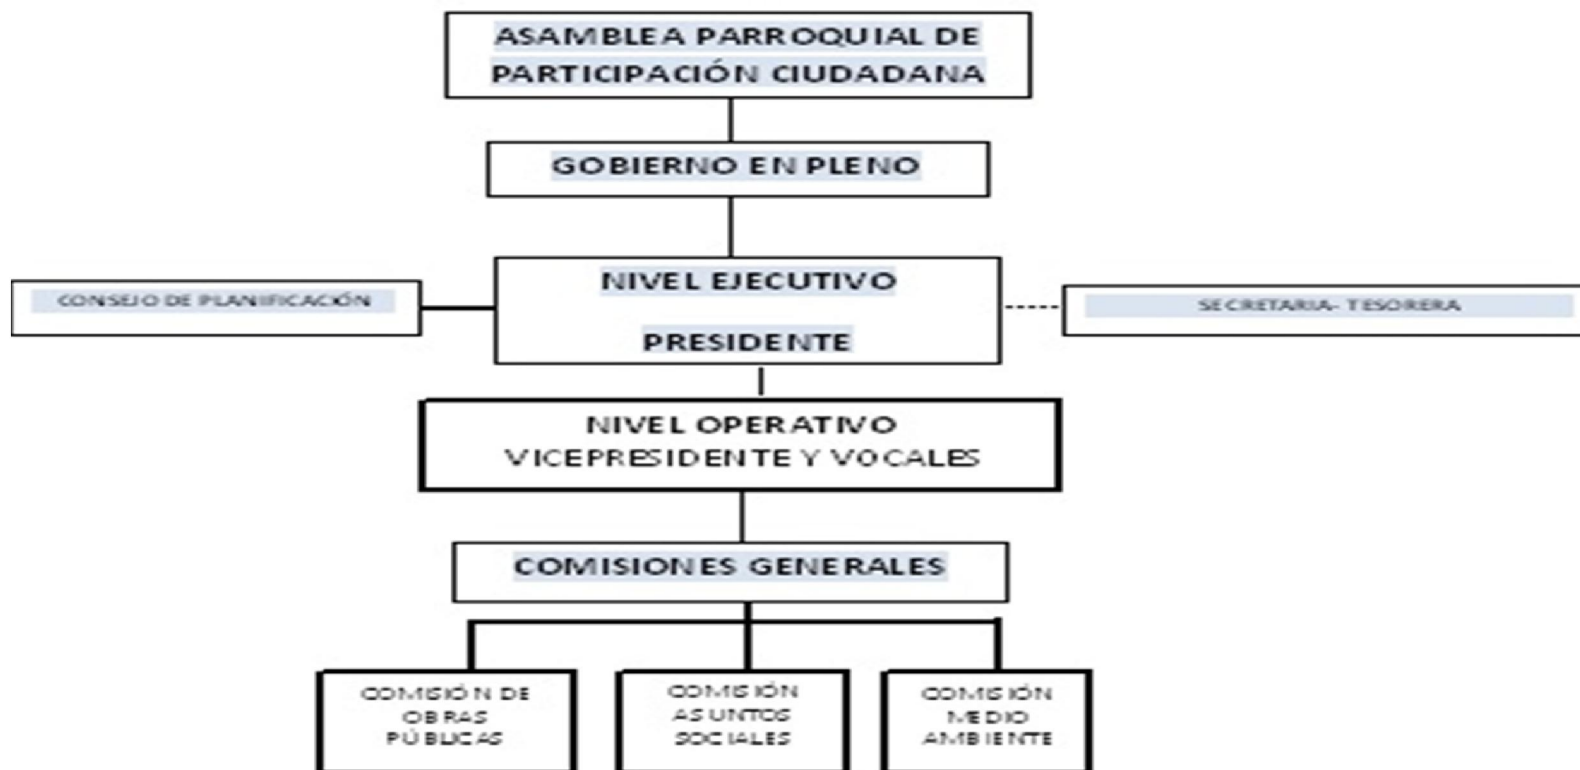 ASAMBLEA PARROQUIAL DE
PARTICIPACIÓN CIUDADANA
GOBIERNO EN PLENO
CONSEJO DE PLANIFICACIÓN
NIVEL EJECUTIVO
PRESIDENTE
SECRETARIA- TESORERA
NIVEL OPERATIVO
VICEPRESIDENTE Y VOCALES
COMISIONES GENERALES
COMISIÓN DE
OBRAS
PÚBLICAS
COMISIÓN
ASUNTOS
SOCIALES
COMISIÓN
MEDIO
AMBIENTE